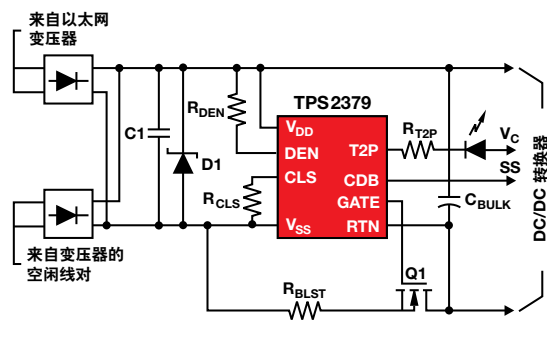 来自以太网
变压器
C1
D1
RDEN
RCLS
TPS2379
VDD
DEN
CLS
VSS
T2P
CDB
GATE
RTN
RT2P
VC
SS
CBULK
DC/DC 转换器
来自变压器的
空闲线对
RBLST
Q1